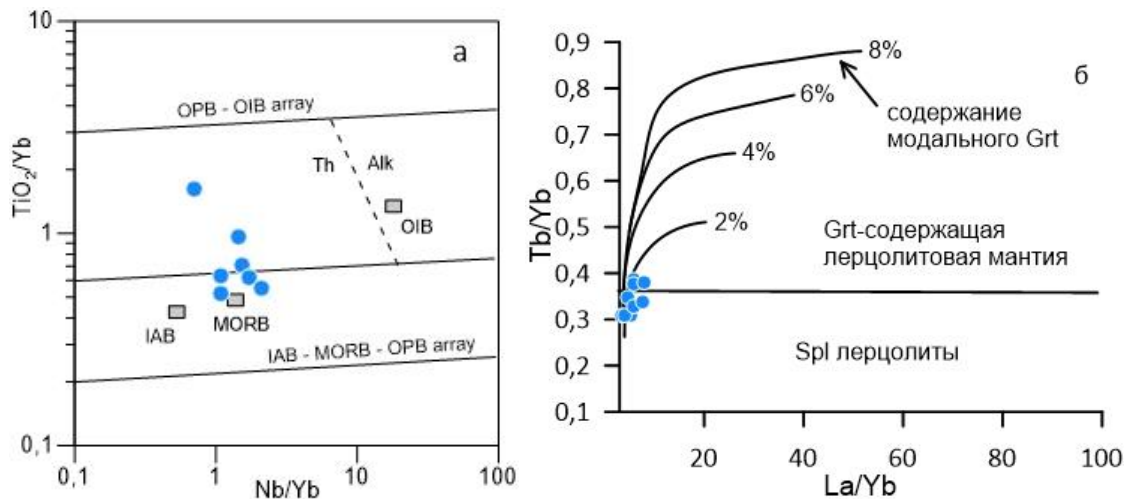 10
а
OPB - OIB array
TiO₂/Yb
Th
Alk
OIB
1
IAB
MORB
IAB - MORB - OPB array
0,1
0,1
1
10
100
Nb/Yb
0,9
8%
б
0,8
6%
содержание
модального Grt
0,7
4%
0,6
Tb/Yb
2%
0,5
Grt-содержащая
лерцолитовая мантия
0,4
0,3
Spl лерцолиты
0,2
0,1
20
40
60
80
100
La/Yb